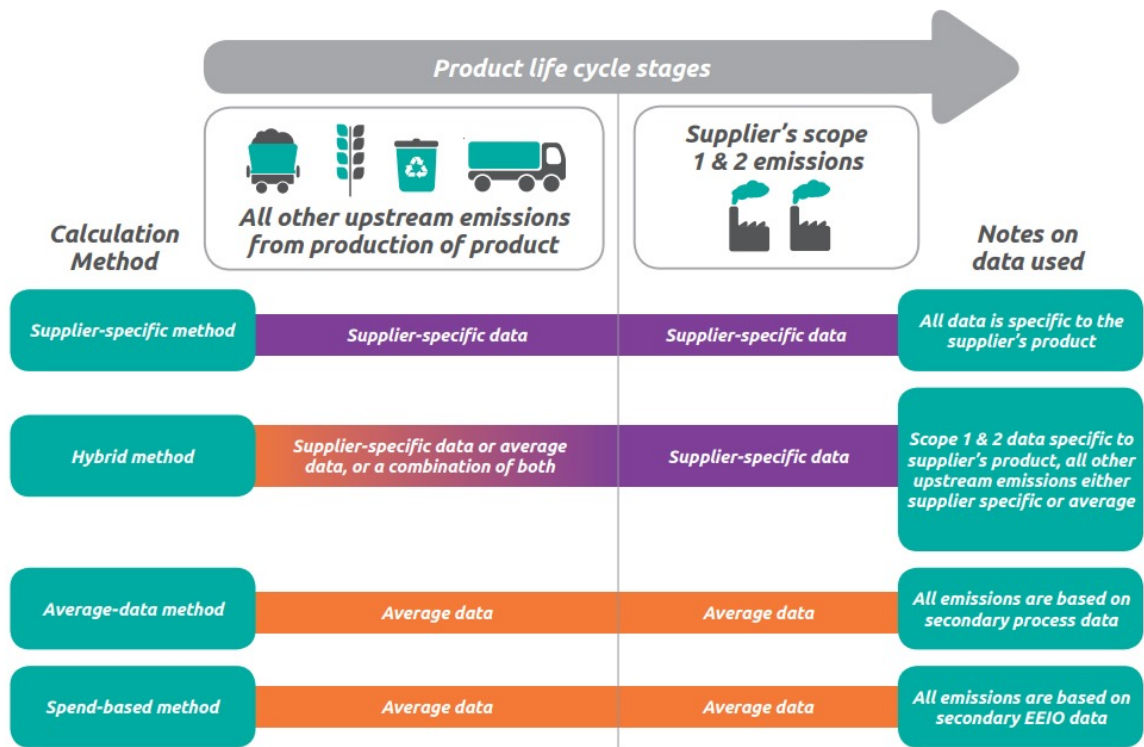 Product life cycle stages
All other upstream emissions
from production of product
Supplier's scope
1 & 2 emissions
Calculation
Method
Notes on
data used
Supplier-specific method
Supplier-specific data
Supplier-specific data
All data is specific to the
supplier's product
Hybrid method
Supplier-specific data or average
data, or a combination of both
Supplier-specific data
Scope 1 & 2 data specific to
supplier's product, all other
upstream emissions either
supplier specific or average
Average-data method
Average data
Average data
All emissions are based on
secondary process data
Spend-based method
Average data
Average data
All emissions are based on
secondary EEIO data